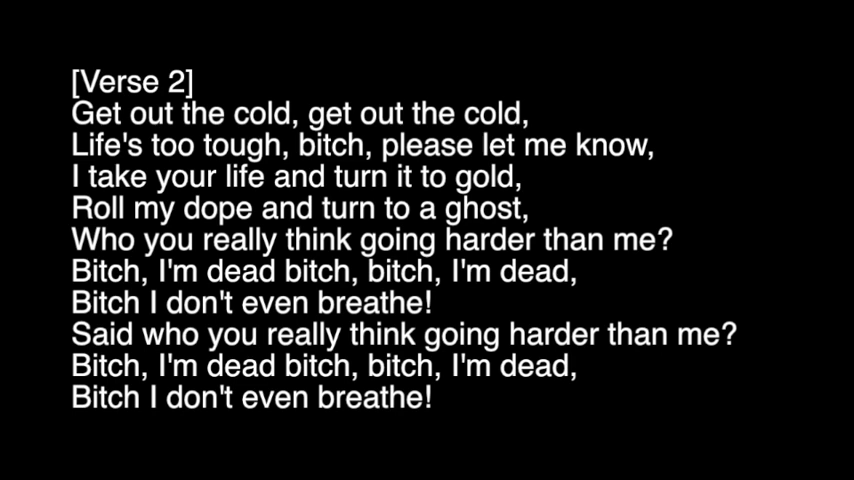 [Verse 2]
Get out the cold, get out the cold,
Life's too tough, bitch, please let me know,
I take your life and turn it to gold,
Roll my dope and turn to a ghost,
Who you really think going harder than me?
Bitch, I'm dead bitch, bitch, I'm dead,
Bitch I don't even breathe!
Said who you really think going harder than me?
Bitch, I'm dead bitch, bitch, I'm dead,
Bitch I don't even breathe!